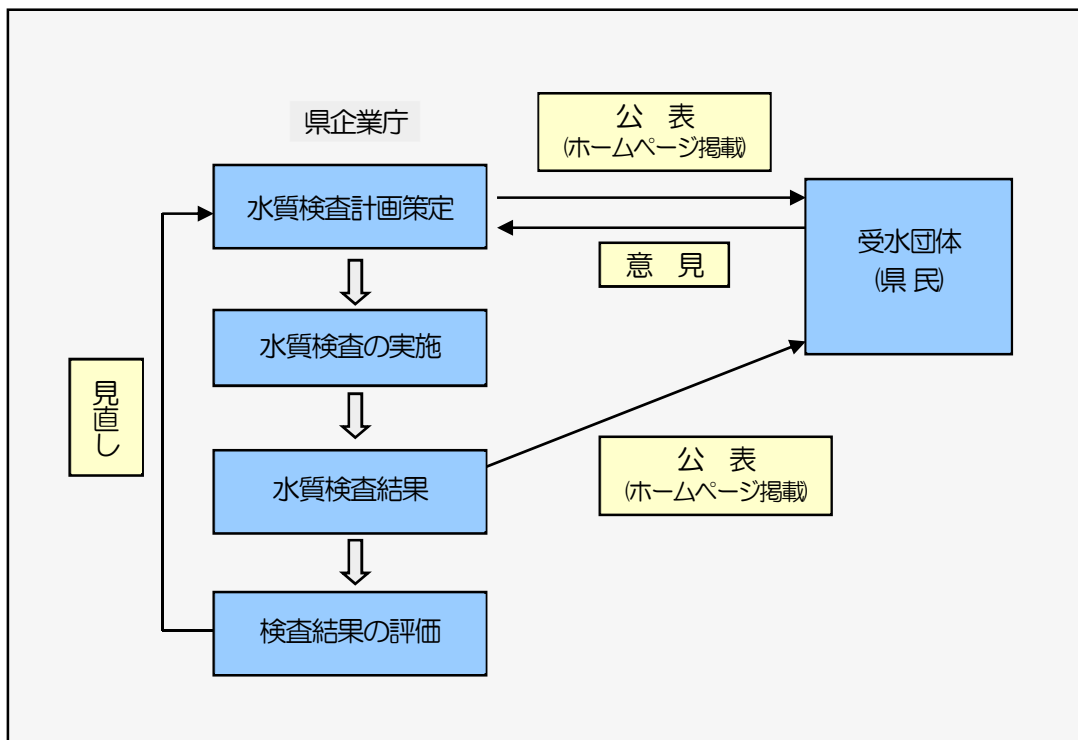 県企業庁
公 表
(ホームページ掲載)
水質検査計画策定
意 見
受水団体
(県 民)
水質検査の実施
見直し
水質検査結果
公 表
(ホームページ掲載)
検査結果の評価